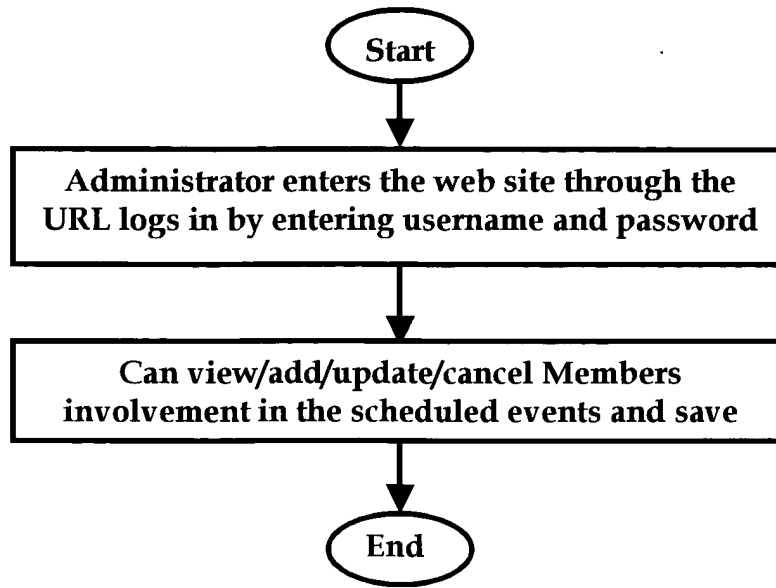 Start
Administrator enters the web site through the
URL logs in by entering username and password
Can view/add/update/cancel Members
involvement in the scheduled events and save
End